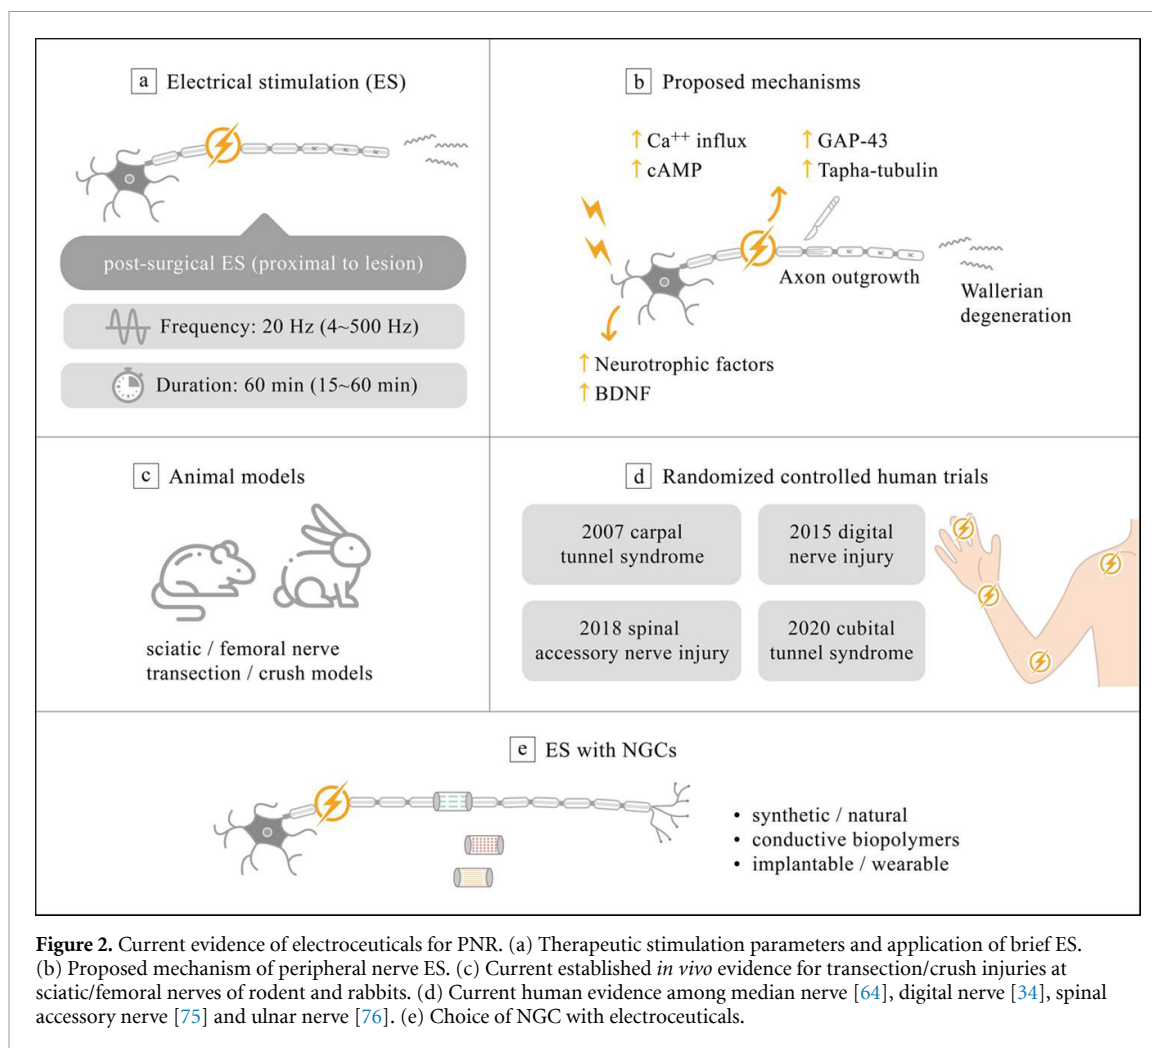 a Electrical stimulation (ES)
SC SC SC
post-surgical ES (proximal to lesion)
Frequency: 20 Hz (4~500 Hz)
Duration: 60 min (15~60 min)
b Proposed mechanisms
↑ Ca⁺⁺ influx
↑ cAMP
↑ GAP-43
↑ Tapha-tubulin
SC SC SC
Axon outgrowth
Wallerian
degeneration
↑ Neurotrophic factors
↑ BDNF
c Animal models
sciatic / femoral nerve
transection / crush models
d Randomized controlled human trials
2007 carpal
tunnel syndrome
2015 digital
nerve injury
2018 spinal
accessory nerve injury
2020 cubital
tunnel syndrome
e ES with NGCs
• synthetic / natural
• conductive biopolymers
• implantable / wearable
Figure 2. Current evidence of electroceuticals for PNR. (a) Therapeutic stimulation parameters and application of brief ES.
(b) Proposed mechanism of peripheral nerve ES. (c) Current established in vivo evidence for transection/crush injuries at
sciatic/femoral nerves of rodent and rabbits. (d) Current human evidence among median nerve [64], digital nerve [34], spinal
accessory nerve [75] and ulnar nerve [76]. (e) Choice of NGC with electroceuticals.